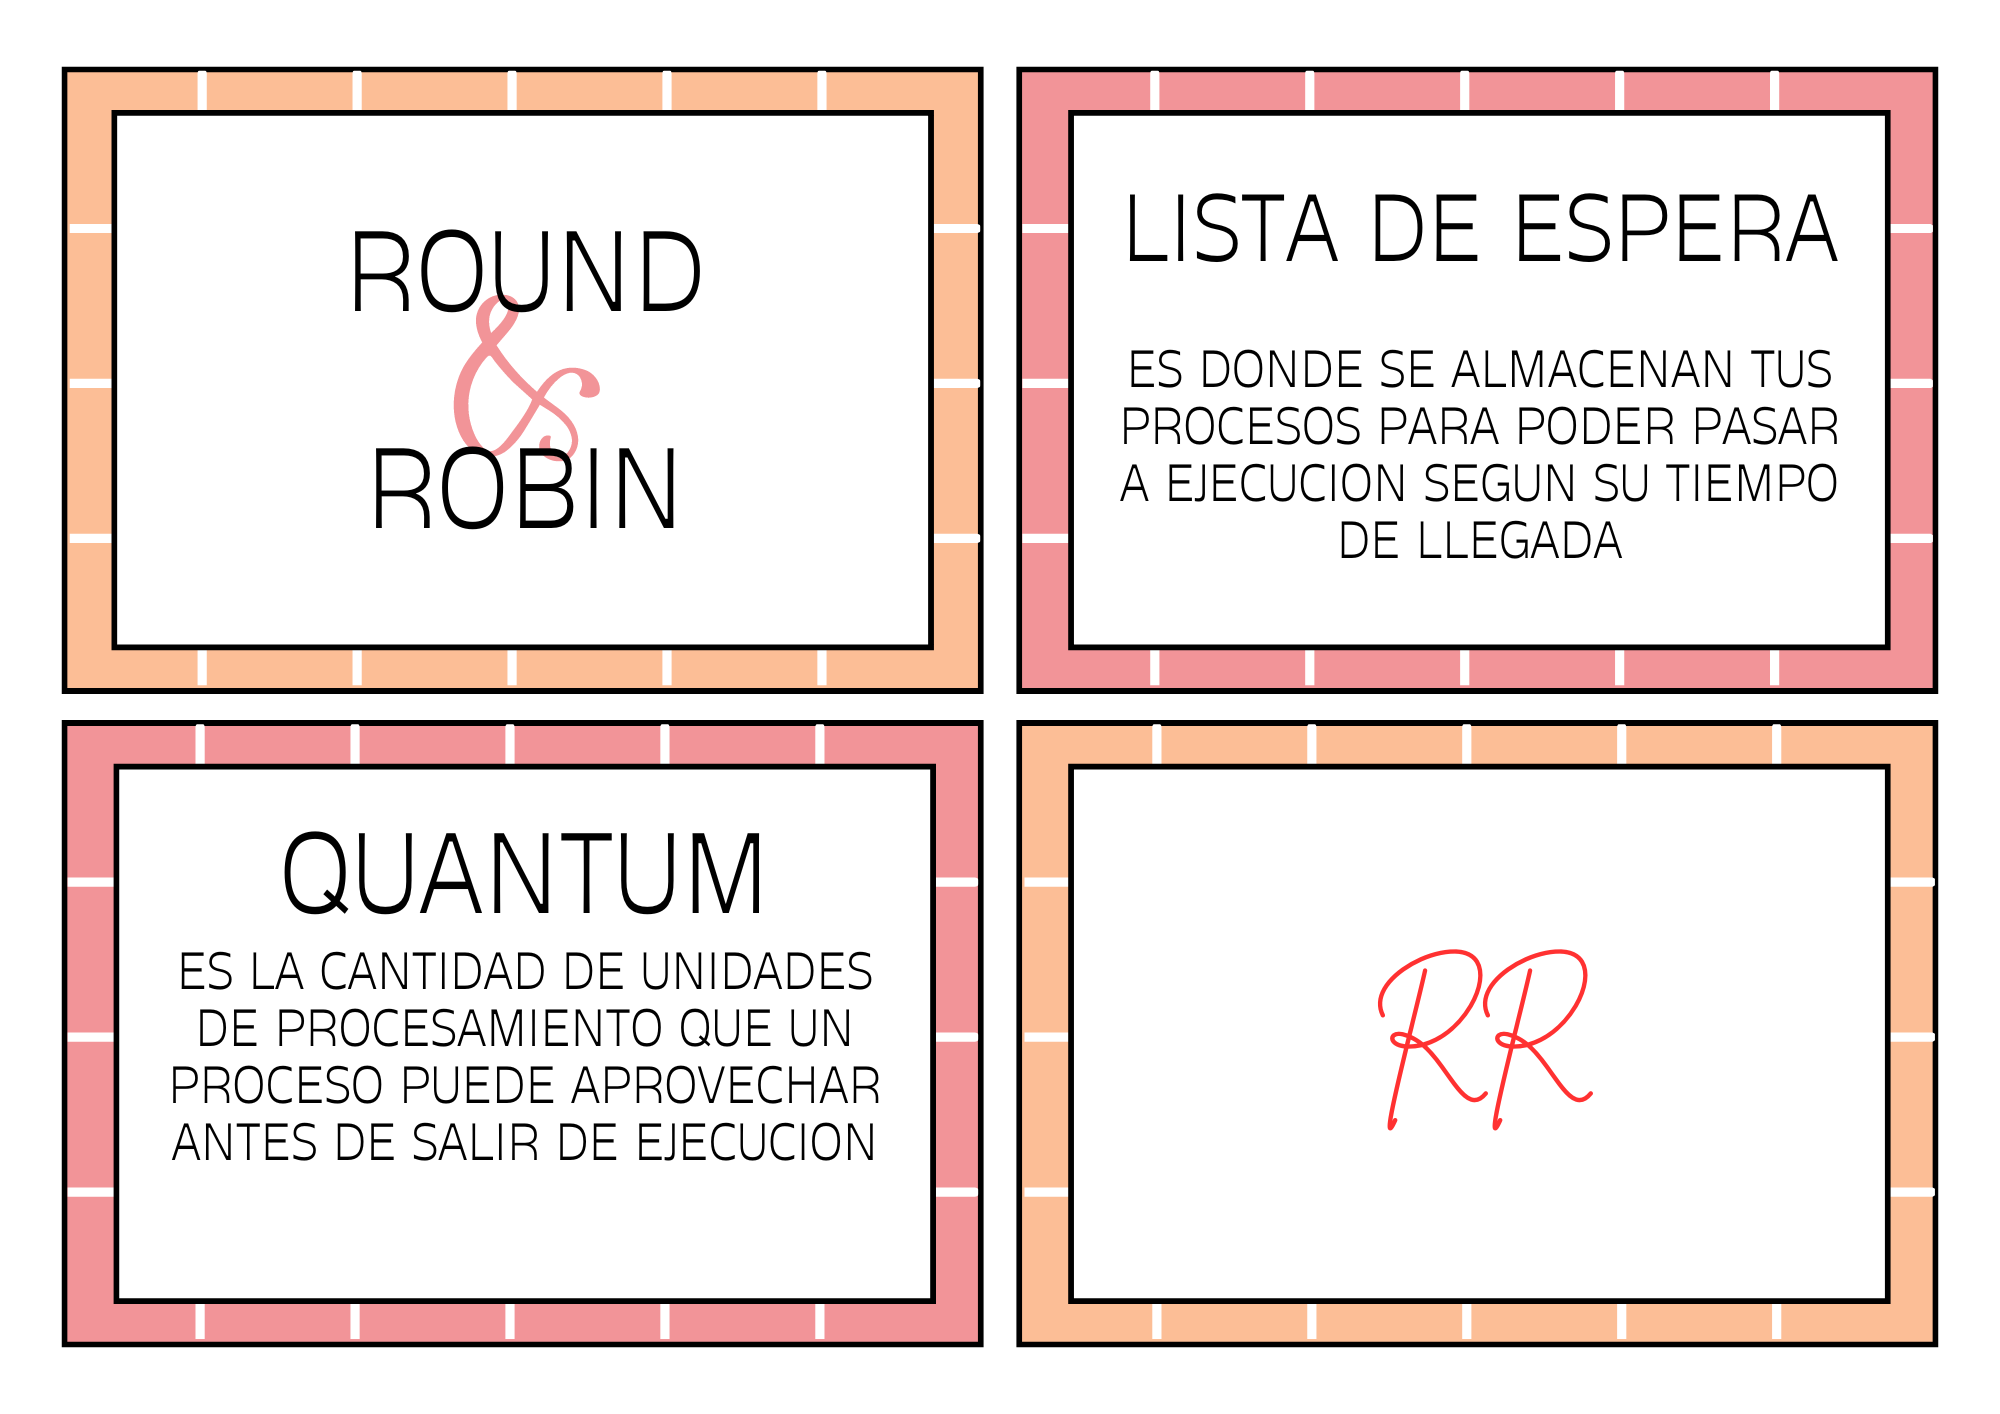 ROUND
&
ROBIN
LISTA DE ESPERA
ES DONDE SE ALMACENAN TUS
PROCESOS PARA PODER PASAR
A EJECUCION SEGUN SU TIEMPO
DE LLEGADA
QUANTUM
ES LA CANTIDAD DE UNIDADES
DE PROCESAMIENTO QUE UN
PROCESO PUEDE APROVECHAR
ANTES DE SALIR DE EJECUCION
RR